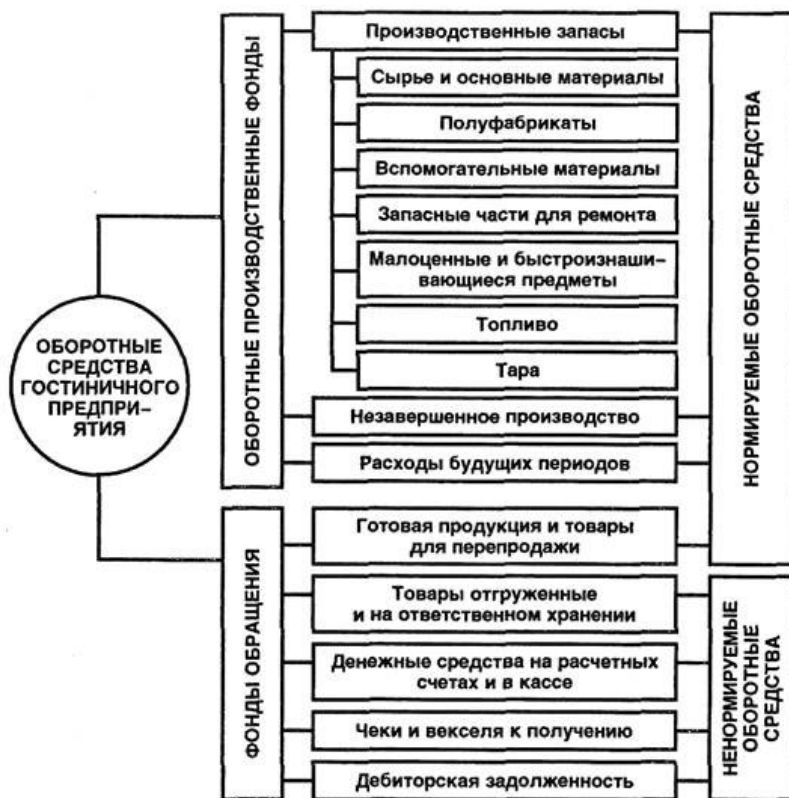 ОБОРОТНЫЕ
СРЕДСТВА
ГОСТИНИЧНОГО
ПРЕДПРИ-
ЯТИЯ
ОБОРОТНЫЕ ПРОИЗВОДСТВЕННЫЕ ФОНДЫ
Производственные запасы
Сырье и основные материалы
Полуфабрикаты
Вспомогательные материалы
Запасные части для ремонта
Малоценные и быстроизнаши-
вающиеся предметы
Топливо
Тара
Незавершенное производство
Расходы будущих периодов
ФОНДЫ ОБРАЩЕНИЯ
Готовая продукция и товары
для перепродажи
Товары отгруженные
и на ответственном хранении
Денежные средства на расчетных
счетах и в кассе
Чеки и векселя к получению
Дебиторская задолженность
НОРМИРУЕМЫЕ ОБОРОТНЫЕ СРЕДСТВА
НЕНОРМИРУЕМЫЕ
ОБОРОТНЫЕ
СРЕДСТВА